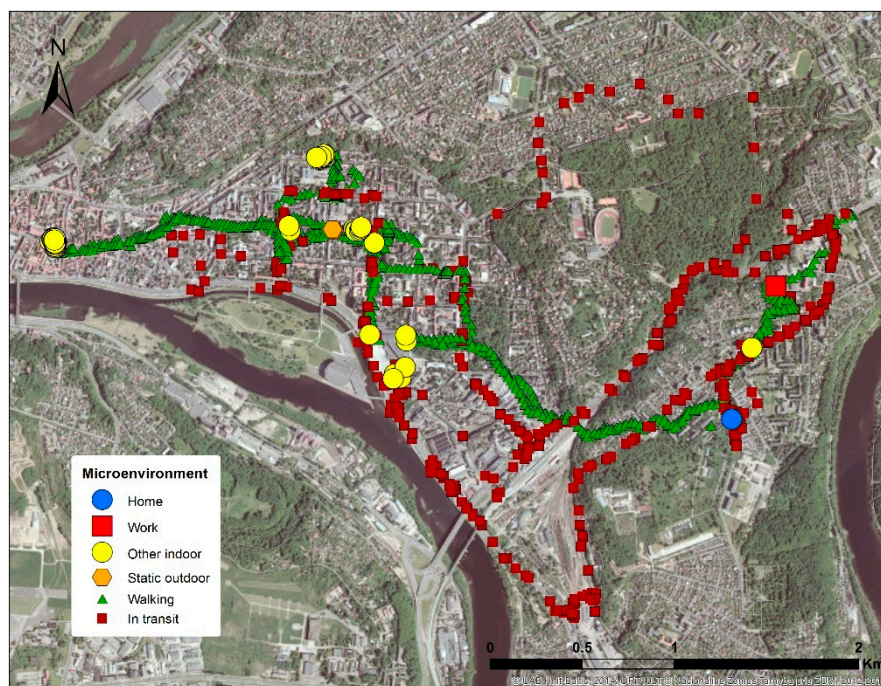 N
Microenvironment
Home
Work
Other indoor
Static outdoor
Walking
In transit
0 0.5 1 2
Km